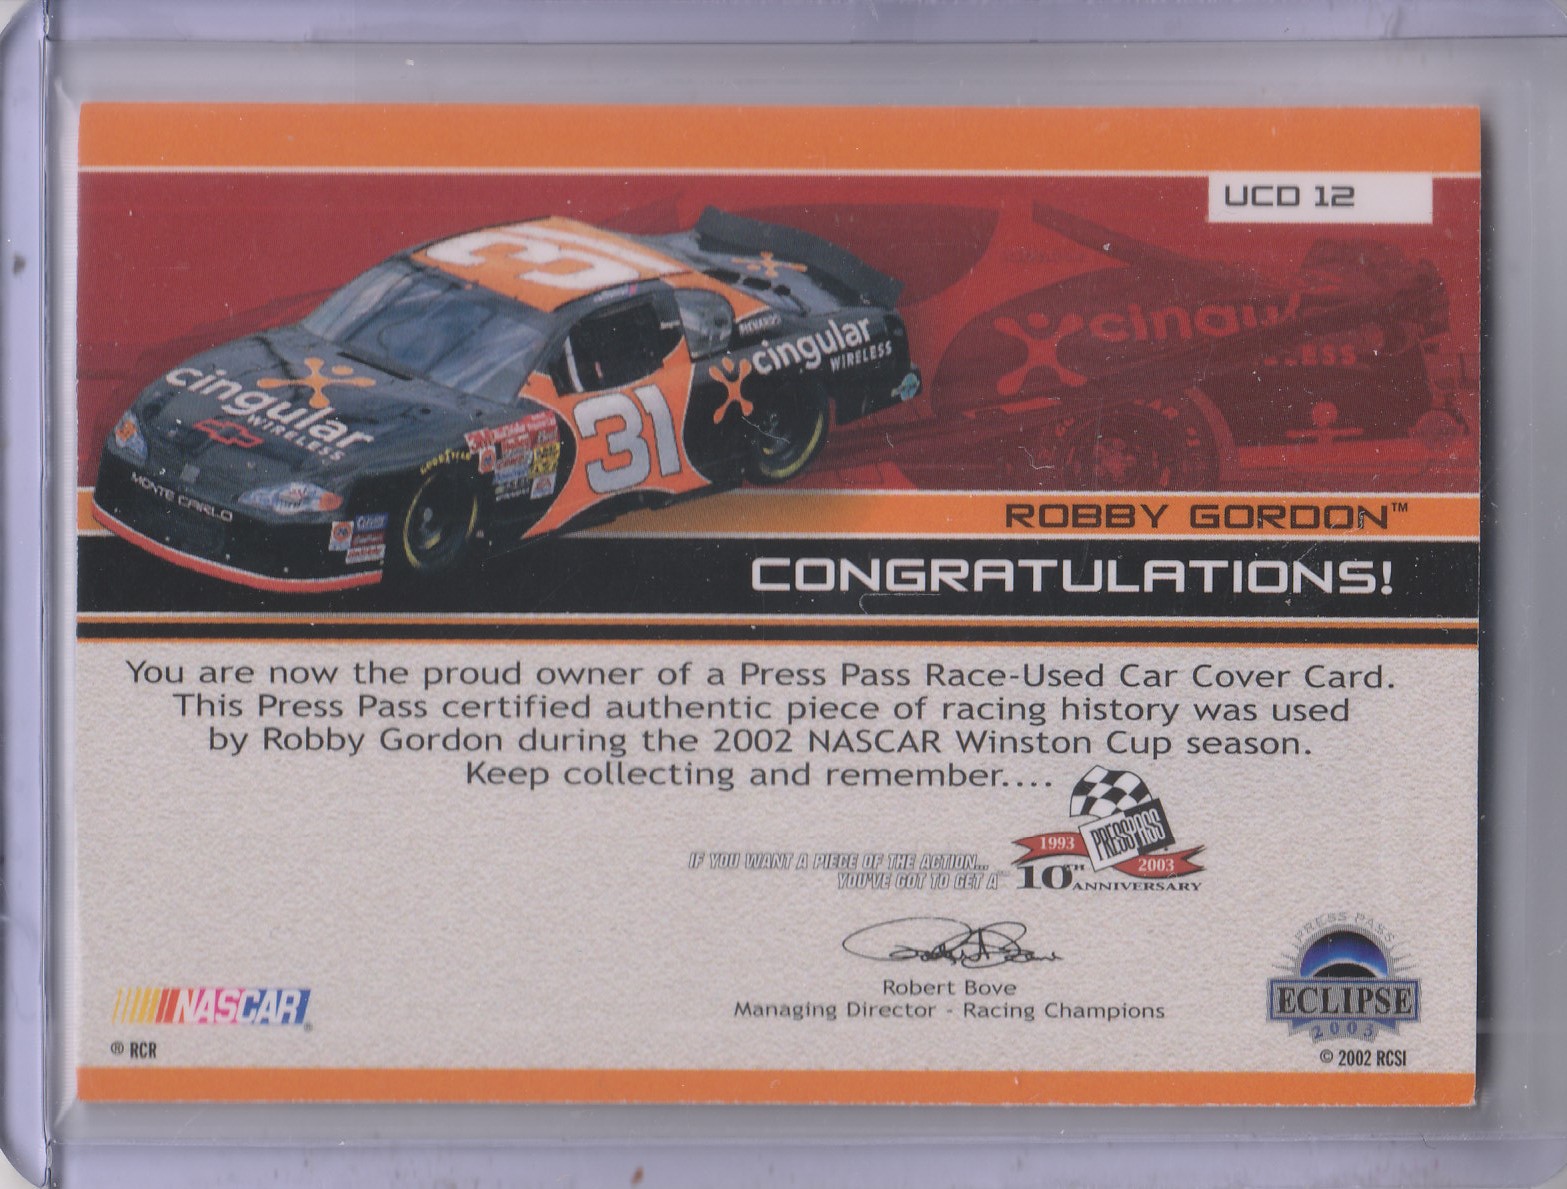 UCD 12
3
cingular
WIRELESS
cingular
WIRELESS
cingular
31
MONTE CARLO
GOODYEAR
ROBBY GORDON™
CONGRATULATIONS!
You are now the proud owner of a Press Pass Race-Used Car Cover Card.
This Press Pass certified authentic piece of racing history was used
by Robby Gordon during the 2002 NASCAR Winston Cup season.
Keep collecting and remember....
IF YOU WANT A PIECE OF THE ACTION...
YOU'VE GOT TO GET A
PRESS PASS
1993
2003
10TH ANNIVERSARY
Robert Bove
Managing Director - Racing Champions
PRESS PASS
ECLIPSE
2003
NASCAR®
® RCR
© 2002 RCSI